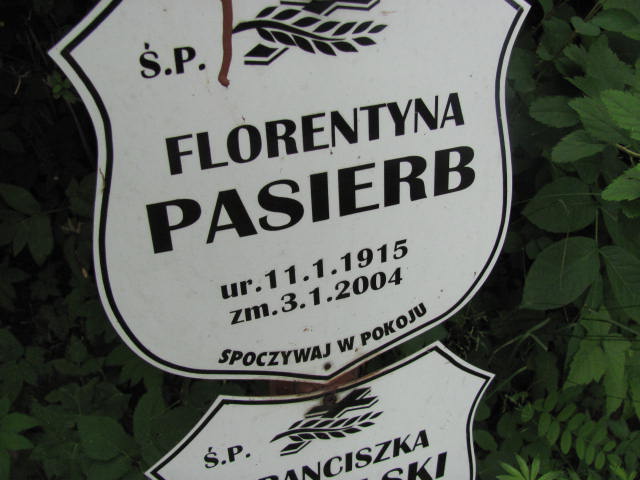 Ś.P.
FLORENTYNA
PASIERB
ur.11.1.1915
zm.3.1.2004
SPOCZYWAJ W POKOJU
Ś.P.